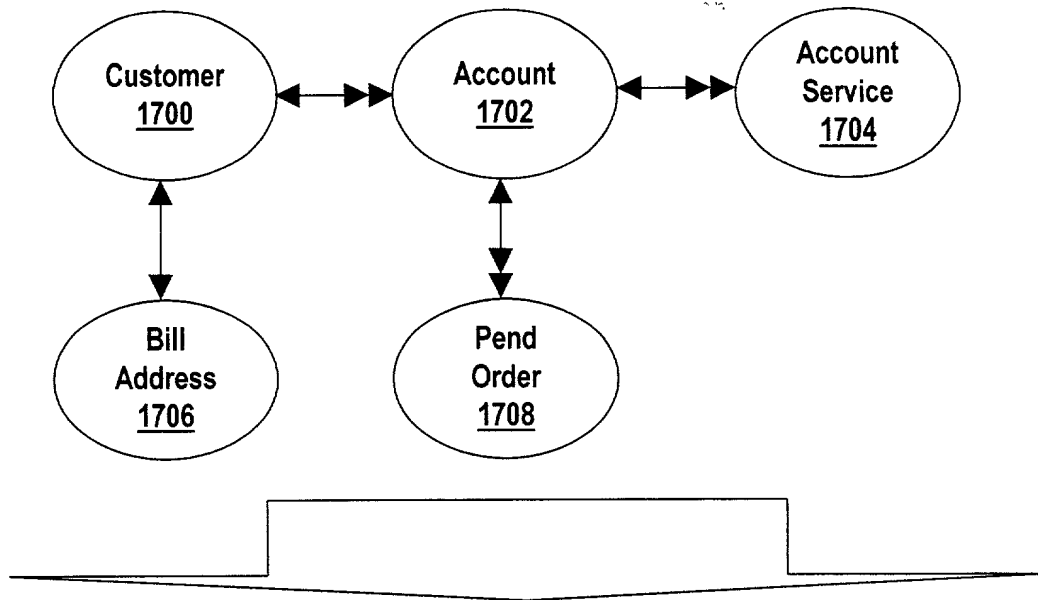 Customer
1700
Account
1702
Account
Service
1704
Bill
Address
1706
Pend
Order
1708